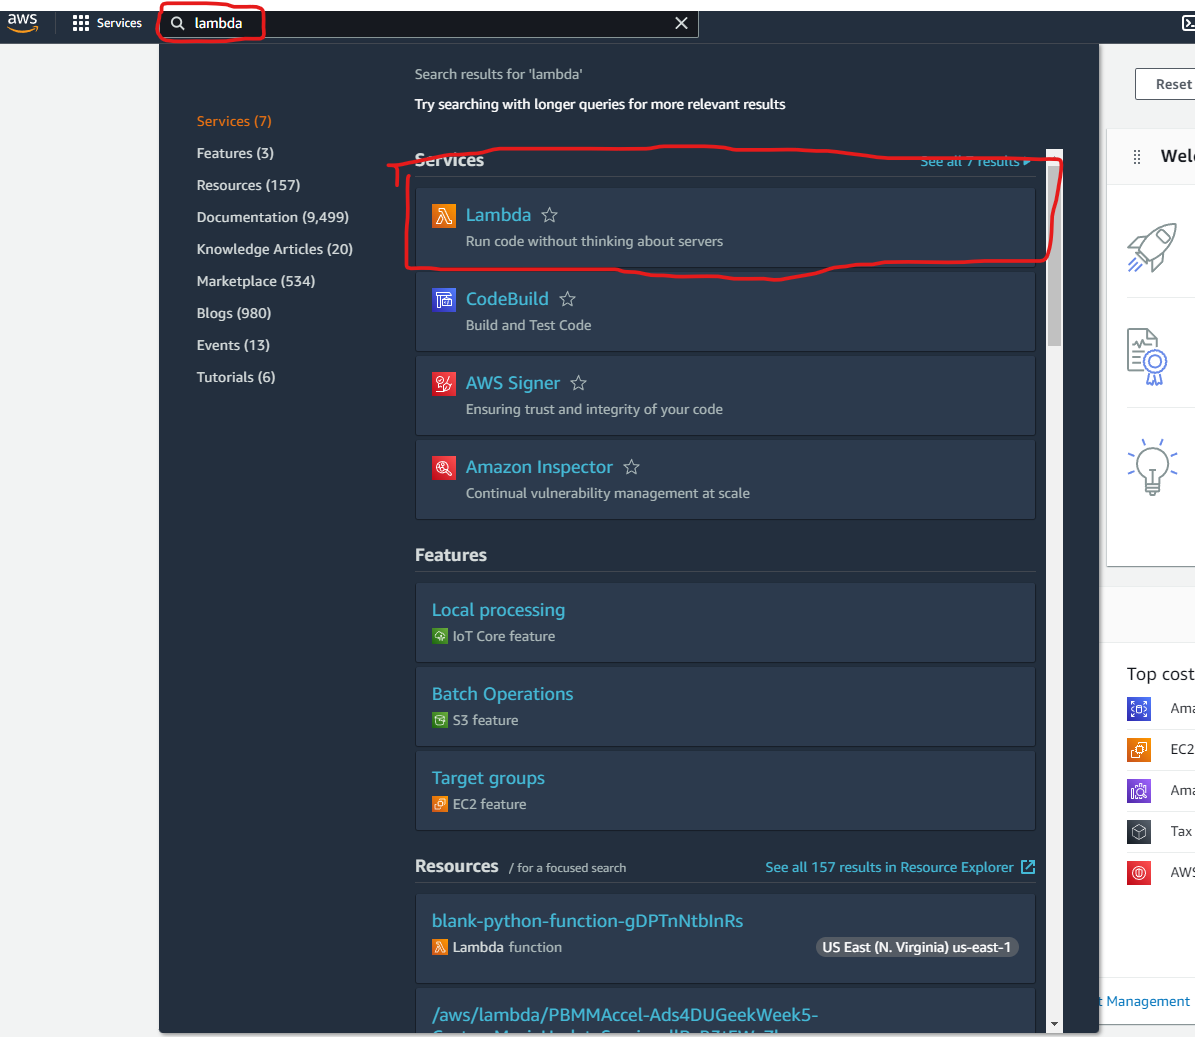 aws
Services
lambda
Reset
Search results for 'lambda'
Try searching with longer queries for more relevant results
Services (7)
Features (3)
Resources (157)
Documentation (9,499)
Knowledge Articles (20)
Marketplace (534)
Blogs (980)
Events (13)
Tutorials (6)
Services
See all 7 results
Lambda
Run code without thinking about servers
CodeBuild
Build and Test Code
AWS Signer
Ensuring trust and integrity of your code
Amazon Inspector
Continual vulnerability management at scale
Features
Local processing
IoT Core feature
Batch Operations
S3 feature
Target groups
EC2 feature
Resources / for a focused search
See all 157 results in Resource Explorer
blank-python-function-gDPTnNtbInRs
Lambda function
US East (N. Virginia) us-east-1
/aws/lambda/PBMMAccel-Ads4DUGeekWeek5-
Wel
Top cost
Ama
EC2
Ama
Tax
AWS
t Management